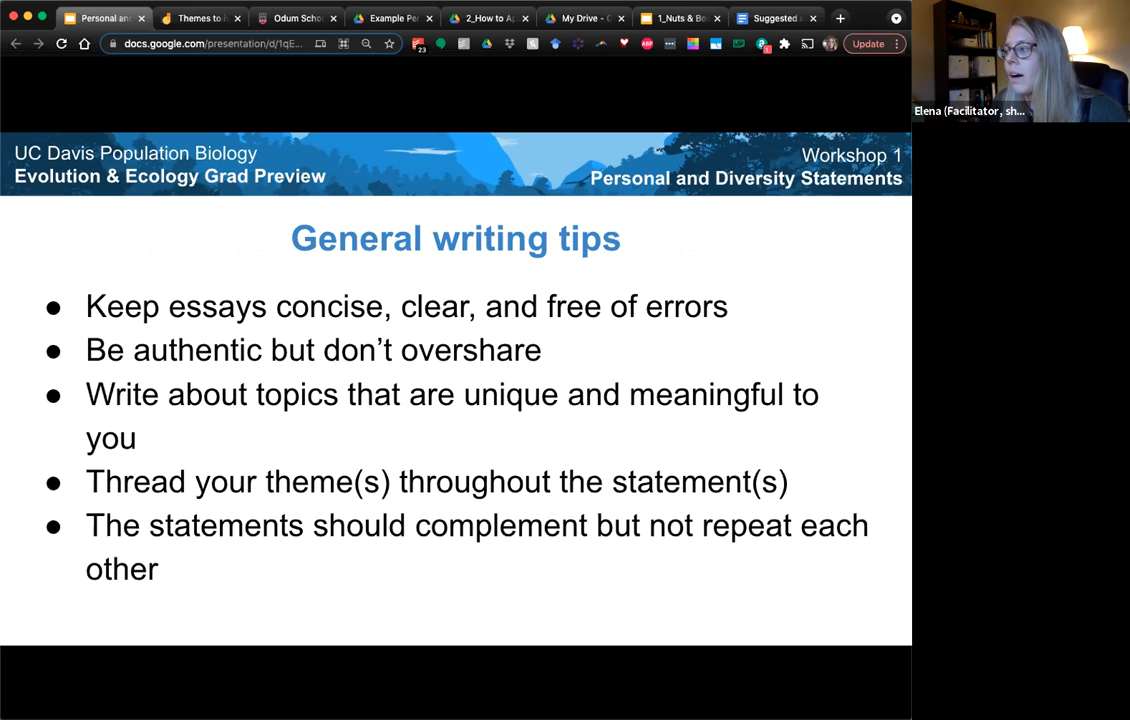 Personal an
Themes to i
Odum Scho
Example Pe
2_How to Ap
My Drive - G
1_Nuts & Bo
Suggested
docs.google.com/presentation/d/1qE...
23
ABP
1
Update
Elena (Facilitator, sh...
UC Davis Population Biology
Evolution & Ecology Grad Preview
Workshop 1
Personal and Diversity Statements
General writing tips
● Keep essays concise, clear, and free of errors
● Be authentic but don’t overshare
● Write about topics that are unique and meaningful to
you
● Thread your theme(s) throughout the statement(s)
● The statements should complement but not repeat each
other